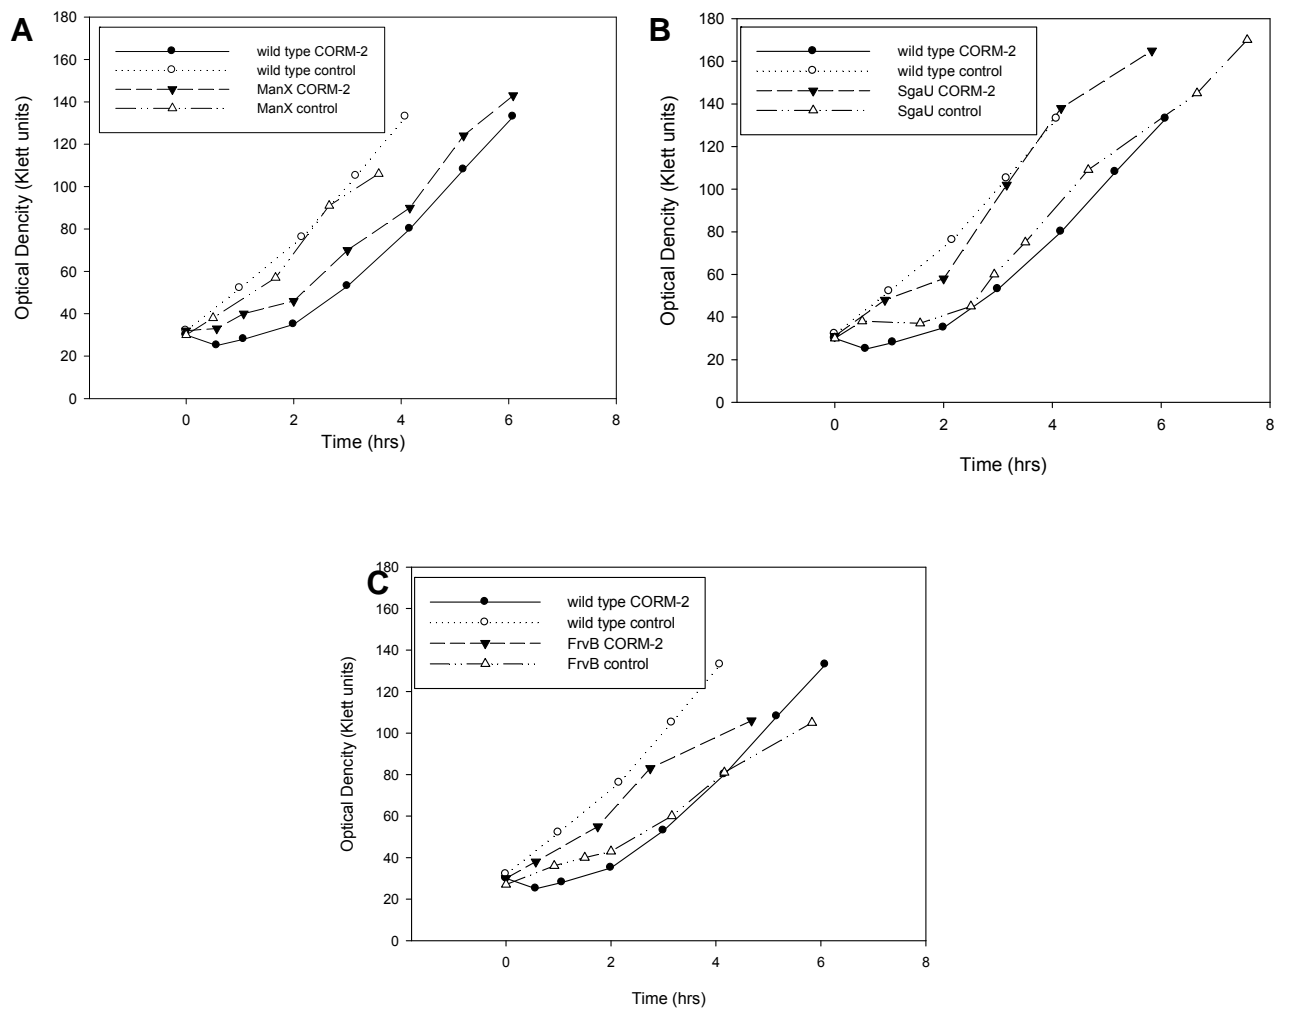 A
180
160
140
120
100
80
60
40
20
0
wild type CORM-2
wild type control
ManX CORM-2
ManX control
Optical Dencity (Klett units)
0 2 4 6 8
Time (hrs)
B
180
160
140
120
100
80
60
40
20
0
wild type CORM-2
wild type control
SgaU CORM-2
SgaU control
Optical Dencity (Klett units)
0 2 4 6 8
Time (hrs)
C
180
160
140
120
100
80
60
40
20
0
wild type CORM-2
wild type control
FrvB CORM-2
FrvB control
Optical Dencity (Klett units)
0 2 4 6 8
Time (hrs)